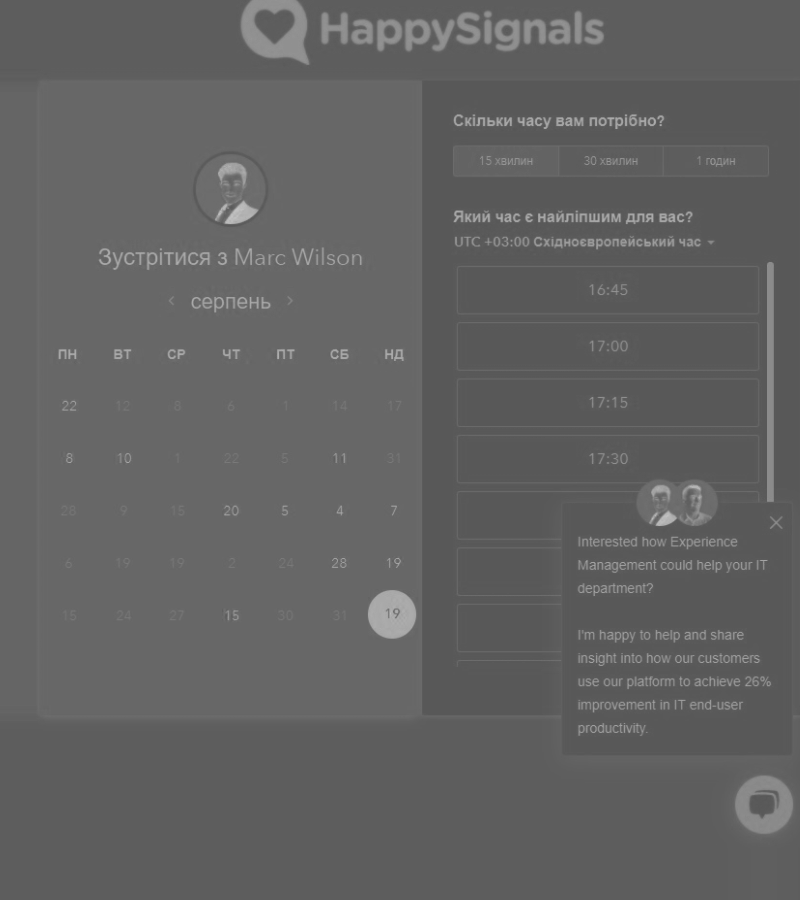 HappySignals
Зустрітися з Marc Wilson
серпень
ПН ВТ СР ЧТ ПТ СБ НД
22 12 8 6 1 14 17
8 10 1 22 5 11 31
28 9 15 20 5 4 7
6 19 19 2 24 28 19
15 24 27 15 30 31 19
Скільки часу вам потрібно?
15 хвилин 30 хвилин 1 годин
Який час є найліпшим для вас?
UTC +03:00 Східноєвропейський час
16:45
17:00
17:15
17:30
Interested how Experience
Management could help your IT
department?
I'm happy to help and share
insight into how our customers
use our platform to achieve 26%
improvement in IT end-user
productivity.